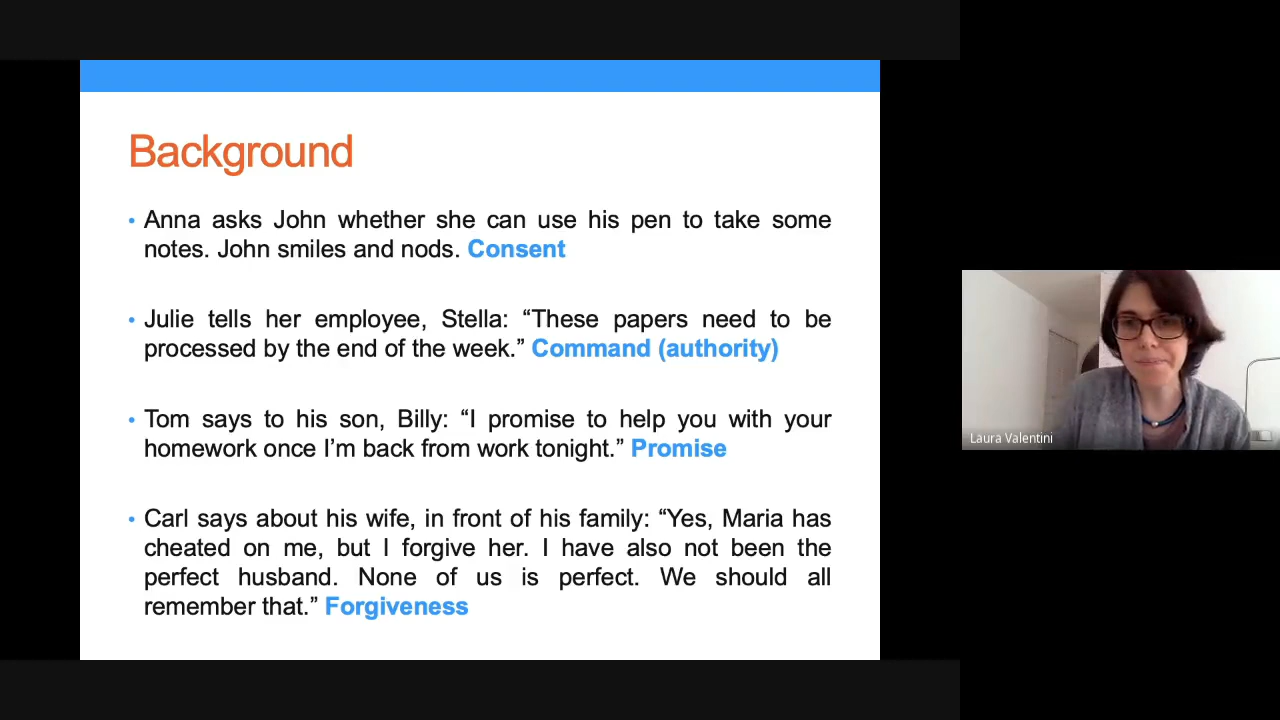 Background
• Anna asks John whether she can use his pen to take some
notes. John smiles and nods. Consent
• Julie tells her employee, Stella: “These papers need to be
processed by the end of the week.” Command (authority)
• Tom says to his son, Billy: “I promise to help you with your
homework once I’m back from work tonight.” Promise
• Carl says about his wife, in front of his family: “Yes, Maria has
cheated on me, but I forgive her. I have also not been the
perfect husband. None of us is perfect. We should all
remember that.” Forgiveness
Laura Valentini